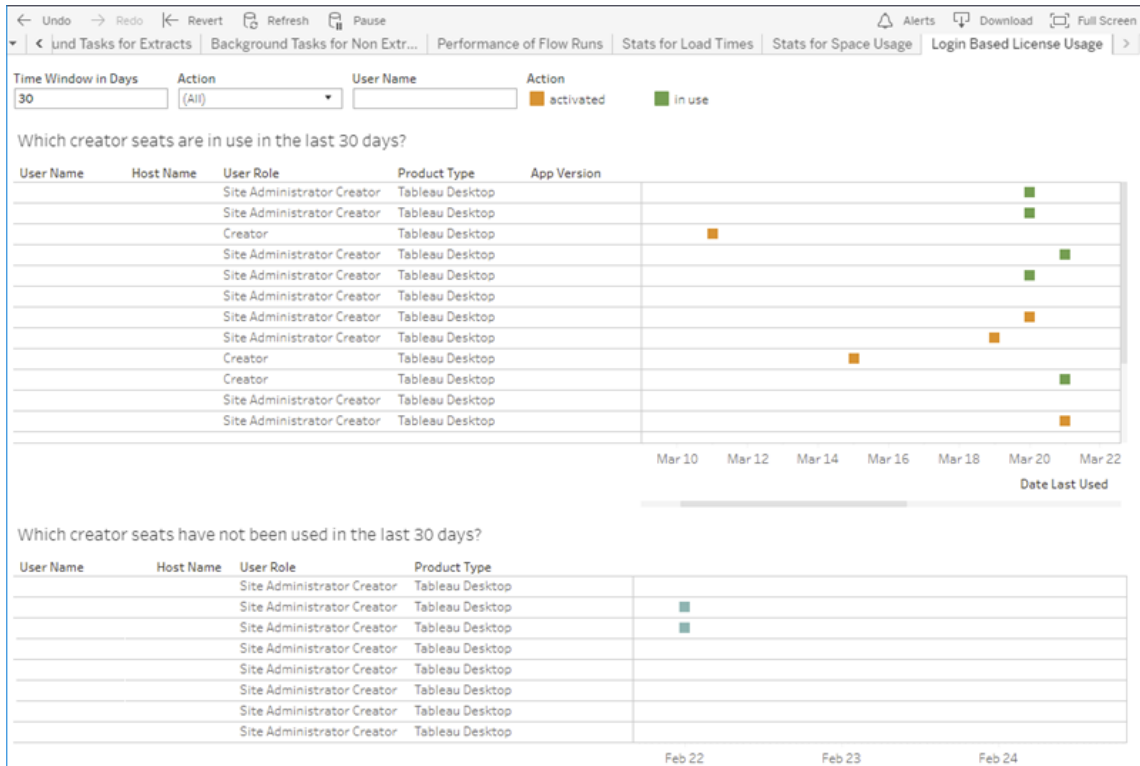 Undo Redo Revert Refresh Pause Alerts Download Full Screen
und Tasks for Extracts Background Tasks for Non Extr... Performance of Flow Runs Stats for Load Times Stats for Space Usage Login Based License Usage
Time Window in Days Action User Name Action
30 (All) activated in use
Which creator seats are in use in the last 30 days?
User Name Host Name User Role Product Type App Version
Site Administrator Creator Tableau Desktop
Site Administrator Creator Tableau Desktop
Creator Tableau Desktop
Site Administrator Creator Tableau Desktop
Site Administrator Creator Tableau Desktop
Site Administrator Creator Tableau Desktop
Site Administrator Creator Tableau Desktop
Site Administrator Creator Tableau Desktop
Creator Tableau Desktop
Creator Tableau Desktop
Site Administrator Creator Tableau Desktop
Site Administrator Creator Tableau Desktop
Mar 10 Mar 12 Mar 14 Mar 16 Mar 18 Mar 20 Mar 22
Date Last Used
Which creator seats have not been used in the last 30 days?
User Name Host Name User Role Product Type
Site Administrator Creator Tableau Desktop
Site Administrator Creator Tableau Desktop
Site Administrator Creator Tableau Desktop
Site Administrator Creator Tableau Desktop
Site Administrator Creator Tableau Desktop
Site Administrator Creator Tableau Desktop
Site Administrator Creator Tableau Desktop
Site Administrator Creator Tableau Desktop
Feb 22 Feb 23 Feb 24